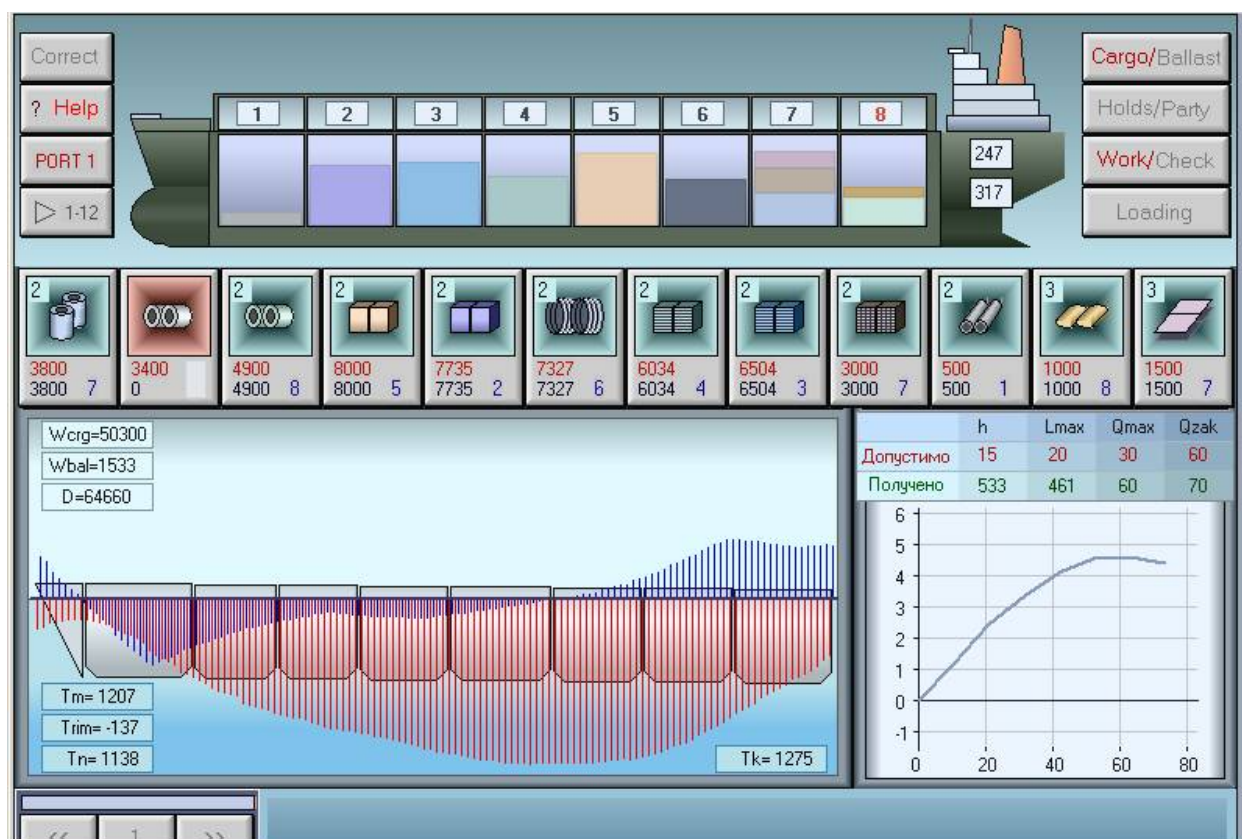 Correct
? Help
PORT 1
▷ 1-12
1 2 3 4 5 6 7 8
247
317
Cargo/Ballast
Holds/Party
Work/Check
Loading
2 2 2 2 2 2 2 2 2 3 3
3800 3400 4900 8000 7735 7327 6034 6504 3000 500 1000 1500
3800 7 0 4900 8 8000 5 7735 2 7327 6 6034 4 6504 3 3000 7 500 1 1000 8 1500 7
Wcrg=50300
Wbal=1533
D=64660
Tm= 1207
Trim= -137
Tn= 1138
Tk= 1275
h Lmax Qmax Qzak
Допустимо 15 20 30 60
Получено 533 461 60 70
6
5
4
3
2
1
0
-1
0 20 40 60 80
<< 1 >>